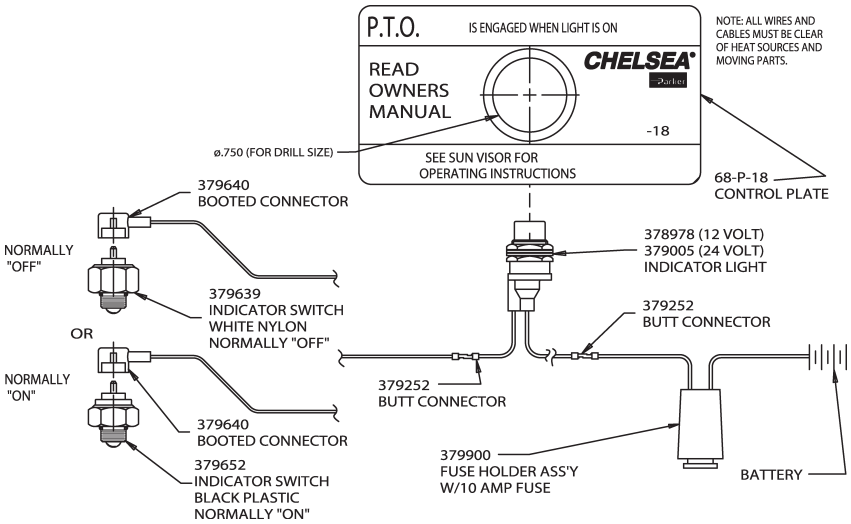 P.T.O. IS ENGAGED WHEN LIGHT IS ON
READ
OWNERS
MANUAL
CHELSEA
Parker
-18
SEE SUN VISOR FOR
OPERATING INSTRUCTIONS
NOTE: ALL WIRES AND
CABLES MUST BE CLEAR
OF HEAT SOURCES AND
MOVING PARTS.
ø.750 (FOR DRILL SIZE)
68-P-18
CONTROL PLATE
379640
BOOTED CONNECTOR
NORMALLY
"OFF"
379639
INDICATOR SWITCH
WHITE NYLON
NORMALLY "OFF"
378978 (12 VOLT)
379005 (24 VOLT)
INDICATOR LIGHT
379252
BUTT CONNECTOR
OR
NORMALLY
"ON"
379252
BUTT CONNECTOR
379640
BOOTED CONNECTOR
379652
INDICATOR SWITCH
BLACK PLASTIC
NORMALLY "ON"
379900
FUSE HOLDER ASS'Y
W/10 AMP FUSE
BATTERY